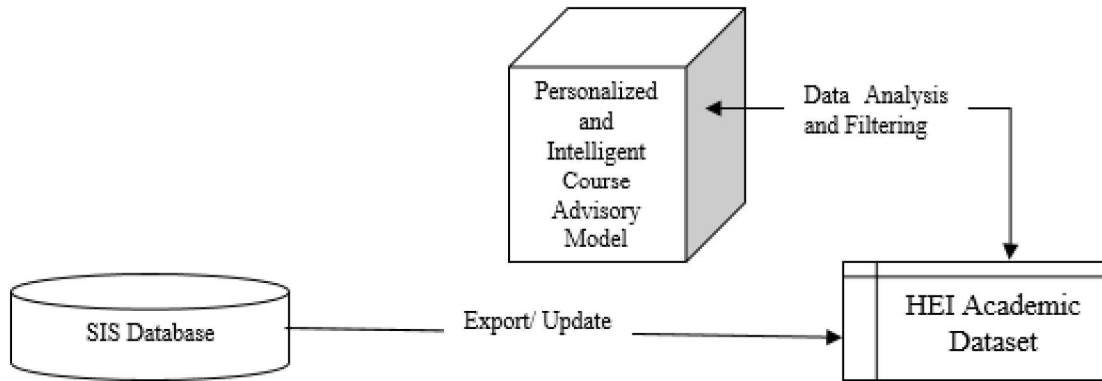 Personalized
and
Intelligent
Course
Advisory
Model
Data Analysis
and Filtering
SIS Database
Export/ Update
HEI Academic
Dataset